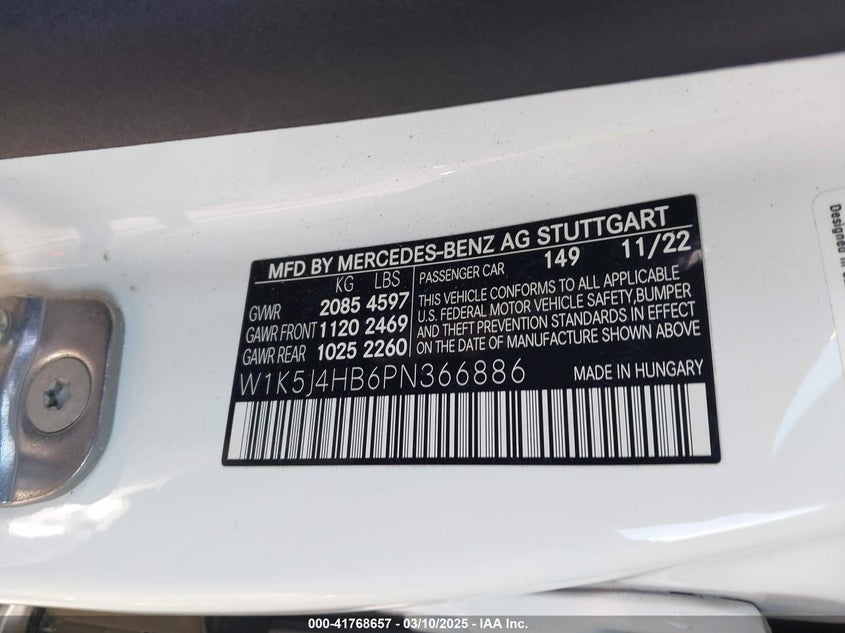 MFD BY MERCEDES-BENZ AG STUTTGART
KG LBS
GVWR 2085 4597
GAWR FRONT 1120 2469
GAWR REAR 1025 2260
PASSENGER CAR 149 11/22
THIS VEHICLE CONFORMS TO ALL APPLICABLE
U.S. FEDERAL MOTOR VEHICLE SAFETY,BUMPER
AND THEFT PREVENTION STANDARDS IN EFFECT
ON THE DATE OF MANUFACTURE SHOWN ABOVE
W1K5J4HB6PN366886
MADE IN HUNGARY
Designed in
000-41768657 - 03/10/2025 - IAA Inc.